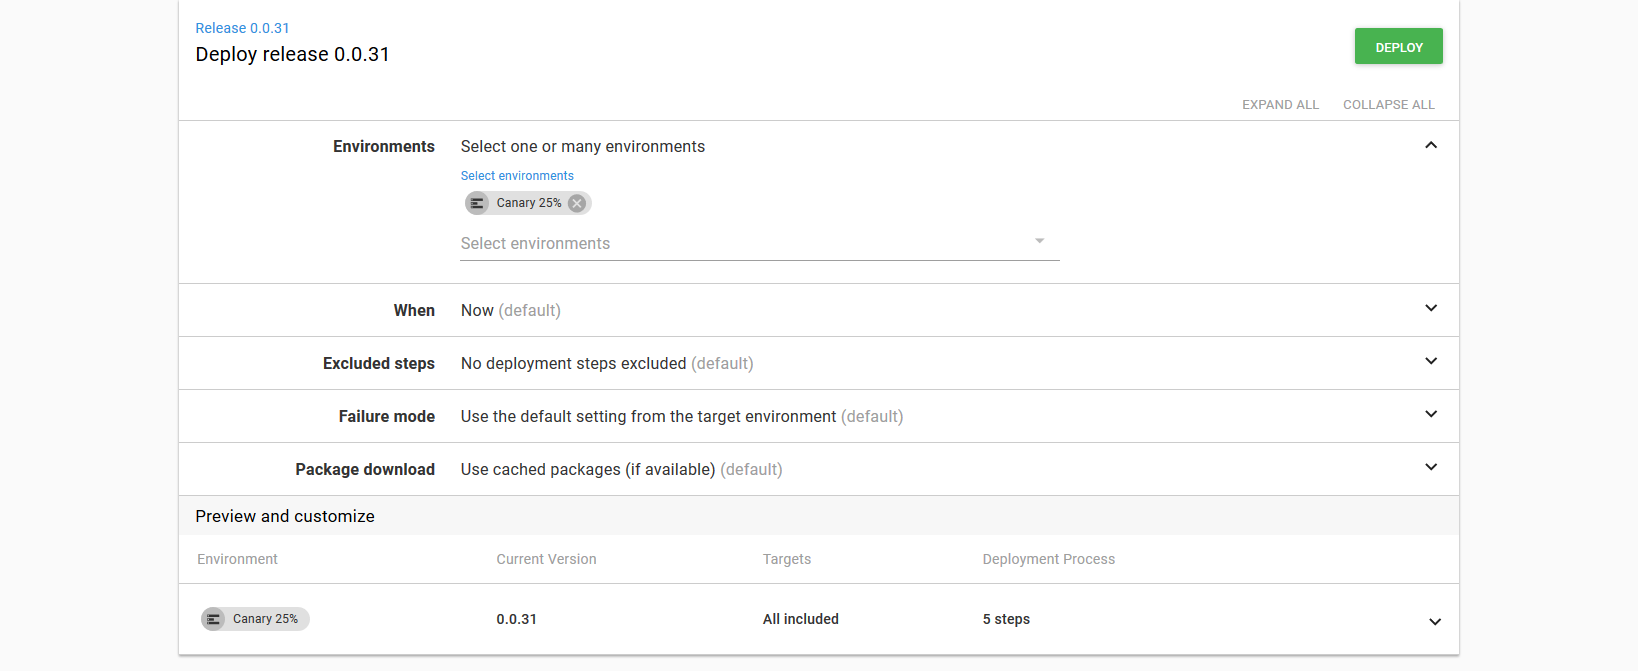 Release 0.0.31
Deploy release 0.0.31
DEPLOY
EXPAND ALL COLLAPSE ALL
Environments Select one or many environments
Select environments
Canary 25%
Select environments
When Now (default)
Excluded steps No deployment steps excluded (default)
Failure mode Use the default setting from the target environment (default)
Package download Use cached packages (if available) (default)
Preview and customize
Environment Current Version Targets Deployment Process
Canary 25% 0.0.31 All included 5 steps